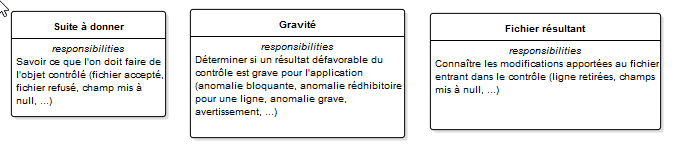 Suite à donner
responsibilities
Savoir ce que l'on doit faire de
l'objet contrôlé (fichier accepté,
fichier refusé, champ mis à
null, ...)
Gravité
responsibilities
Déterminer si un résultat défavorable du
contrôle est grave pour l'application
(anomalie bloquante, anomalie rédhibitoire
pour une ligne, anomalie grave,
avertissement, ...)
Fichier résultant
responsibilities
Connaître les modifications apportées au fichier
entrant dans le contrôle (ligne retirées, champs
mis à null, ...)